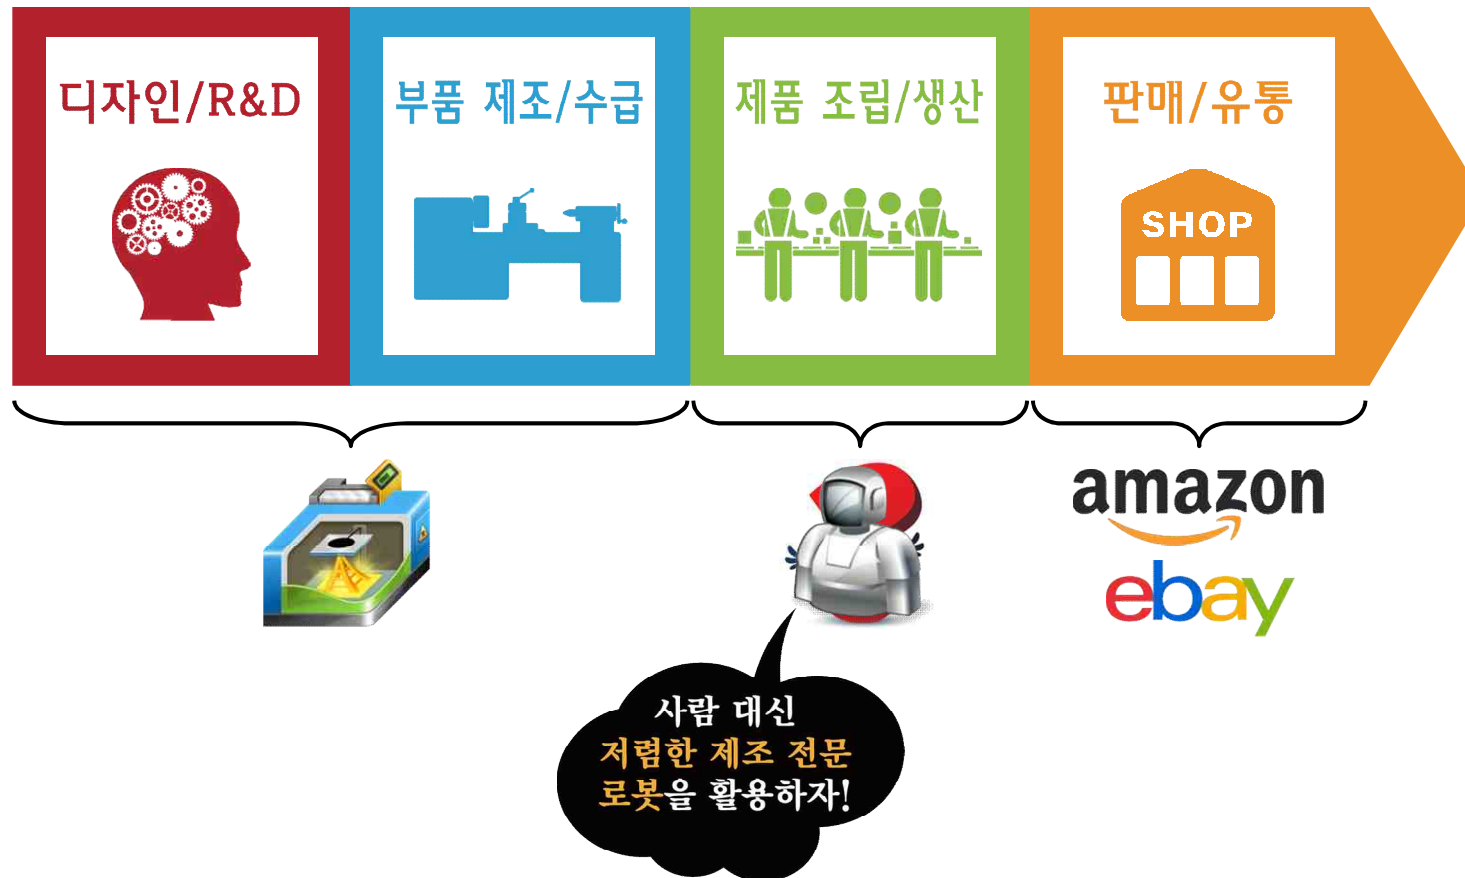 디자인/R&D
부품 제조/수급
제품 조립/생산
판매/유통
SHOP
amazon
ebay
사람 대신
저렴한 제조 전문
로봇을 활용하자!